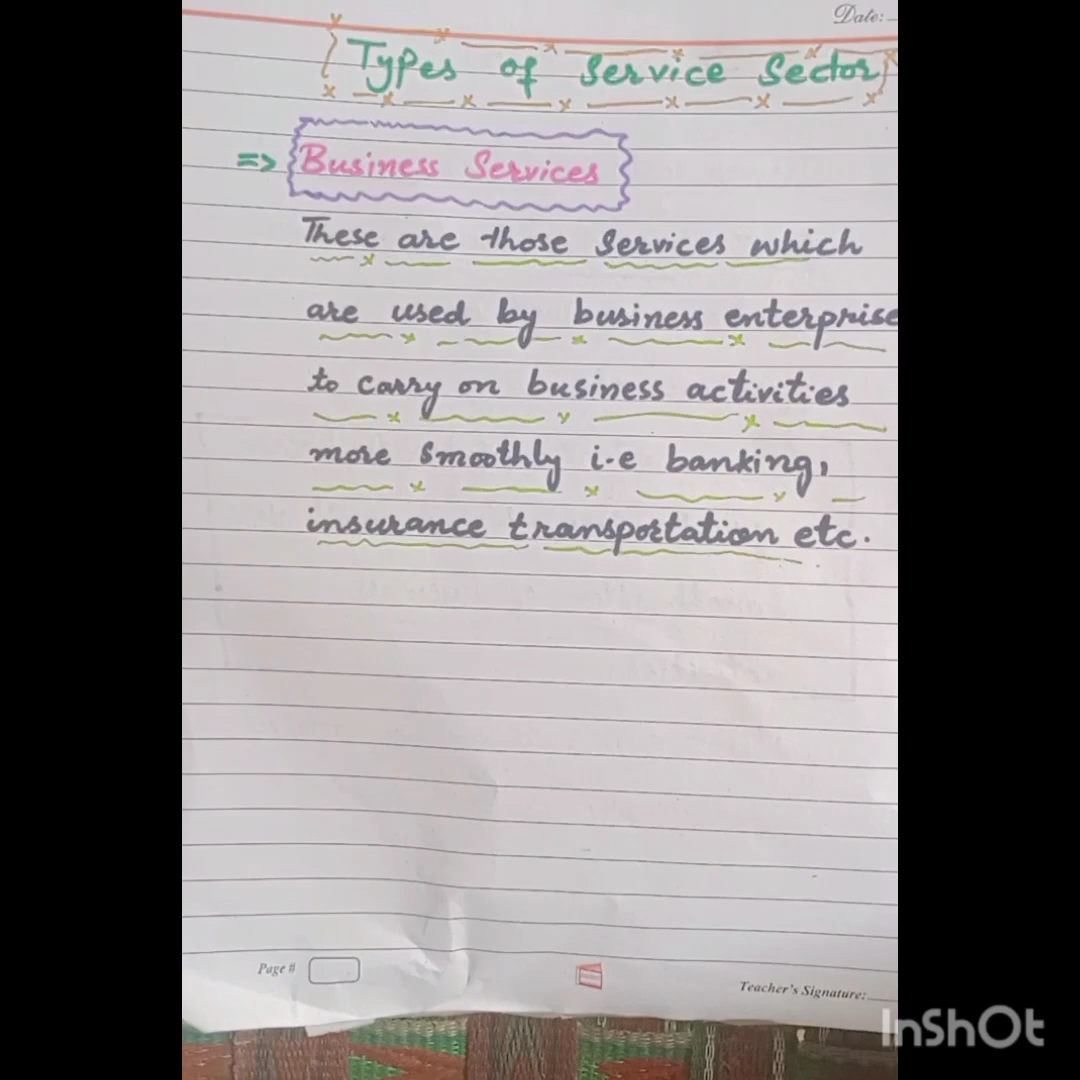 Date:
Types of Service Sector
=> Business Services
These are those services which
are used by business enterprise
to carry on business activities
more smoothly i.e banking,
insurance transportation etc.
Page #
Teacher's Signature:
InShOt